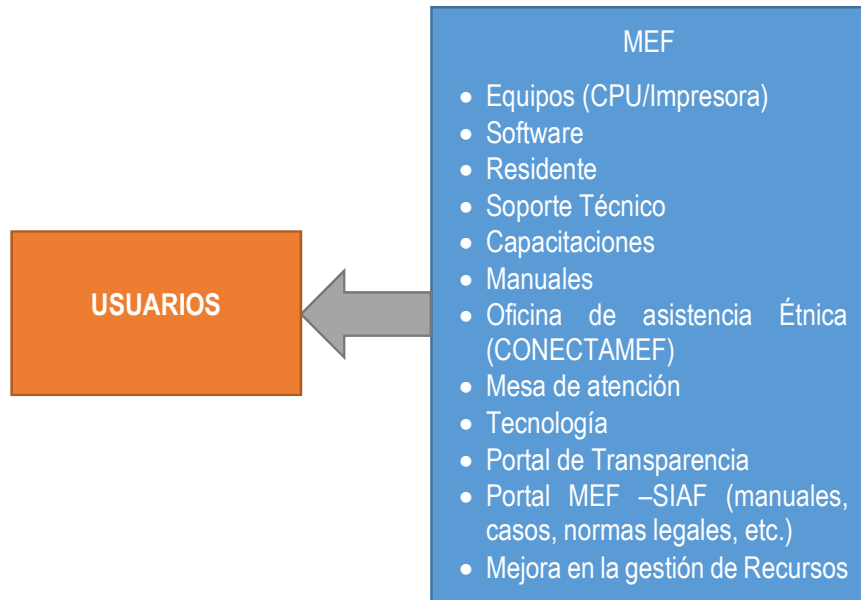 USUARIOS
MEF
• Equipos (CPU/Impresora)
• Software
• Residente
• Soporte Técnico
• Capacitaciones
• Manuales
• Oficina de asistencia Étnica
(CONECTAMEF)
• Mesa de atención
• Tecnología
• Portal de Transparencia
• Portal MEF –SIAF (manuales,
casos, normas legales, etc.)
• Mejora en la gestión de Recursos